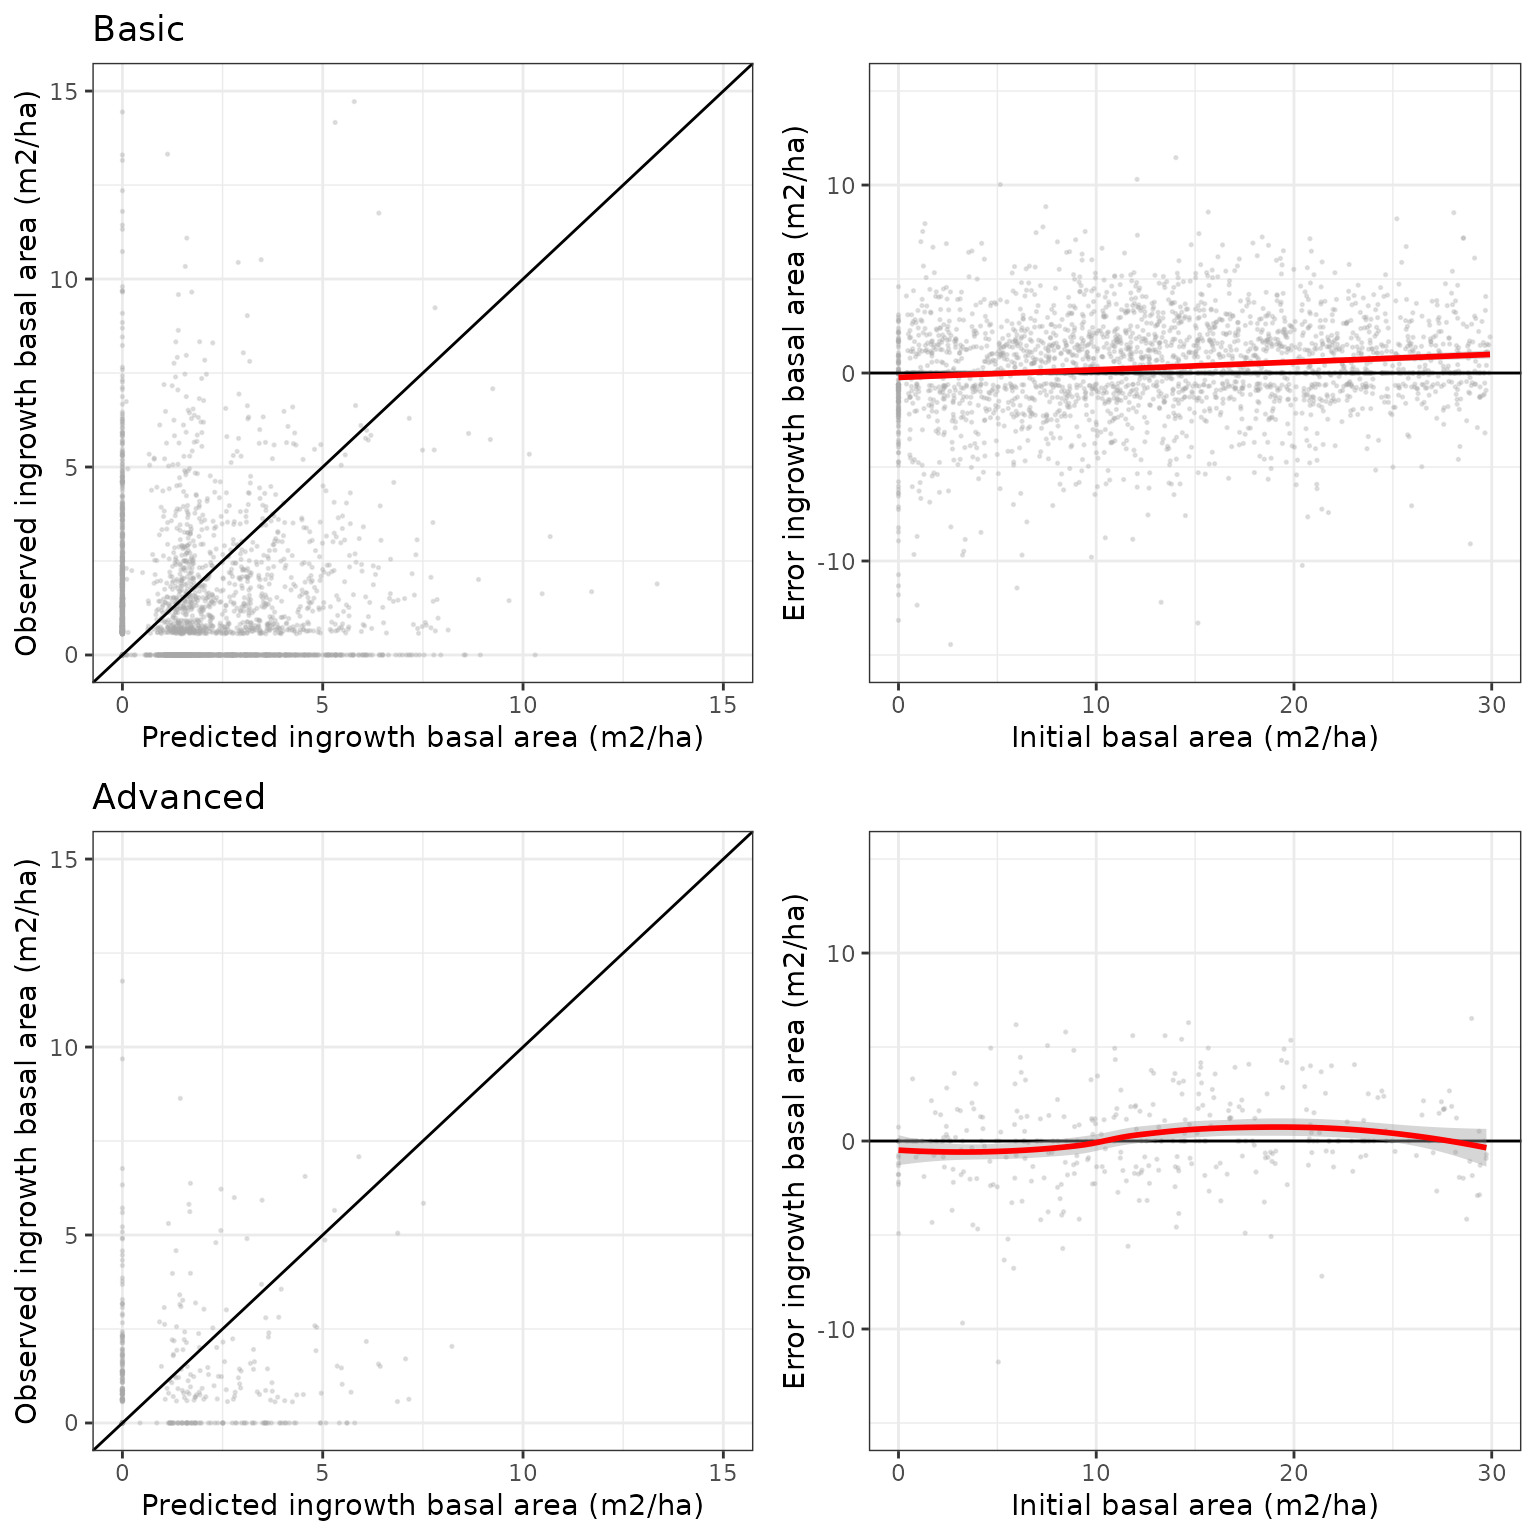 Basic
Observed ingrowth basal area (m2/ha)
15
10
5
0
0 5 10 15
Predicted ingrowth basal area (m2/ha)
Error ingrowth basal area (m2/ha)
10
0
-10
0 10 20 30
Initial basal area (m2/ha)
Advanced
Observed ingrowth basal area (m2/ha)
15
10
5
0
0 5 10 15
Predicted ingrowth basal area (m2/ha)
Error ingrowth basal area (m2/ha)
10
0
-10
0 10 20 30
Initial basal area (m2/ha)